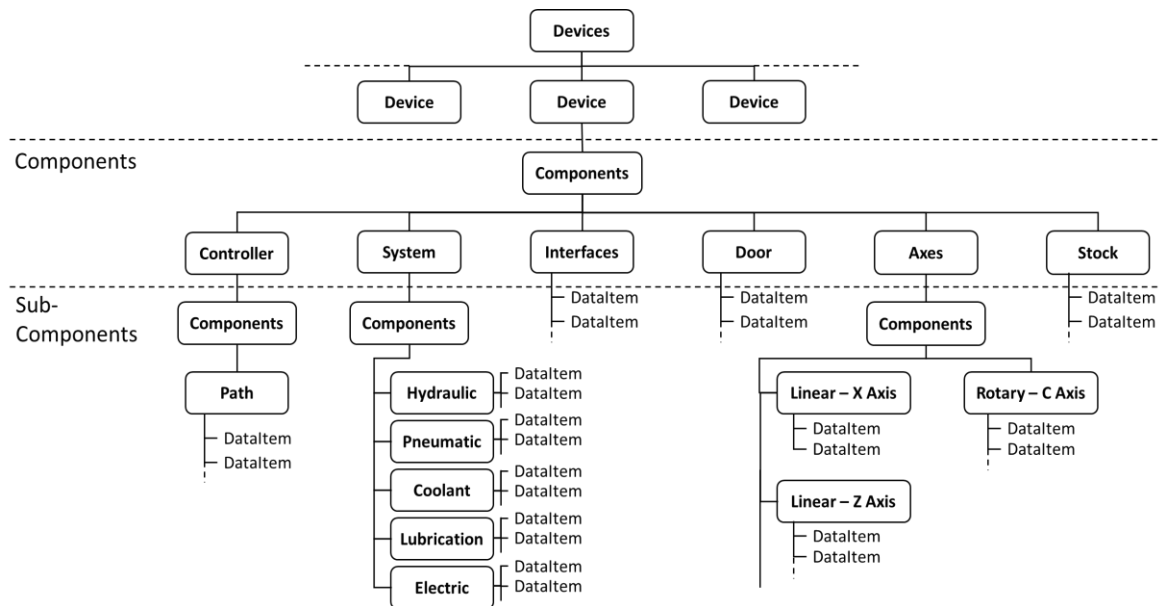 Devices
Device
Device
Device
Components
Components
Controller
System
Interfaces
Door
Axes
Stock
Sub-
Components
Components
Components
DataItem
DataItem
DataItem
DataItem
Components
DataItem
DataItem
Path
DataItem
DataItem
Hydraulic
DataItem
DataItem
Pneumatic
DataItem
DataItem
Coolant
DataItem
DataItem
Lubrication
DataItem
DataItem
Electric
DataItem
DataItem
Linear – X Axis
DataItem
DataItem
Rotary – C Axis
DataItem
DataItem
Linear – Z Axis
DataItem
DataItem